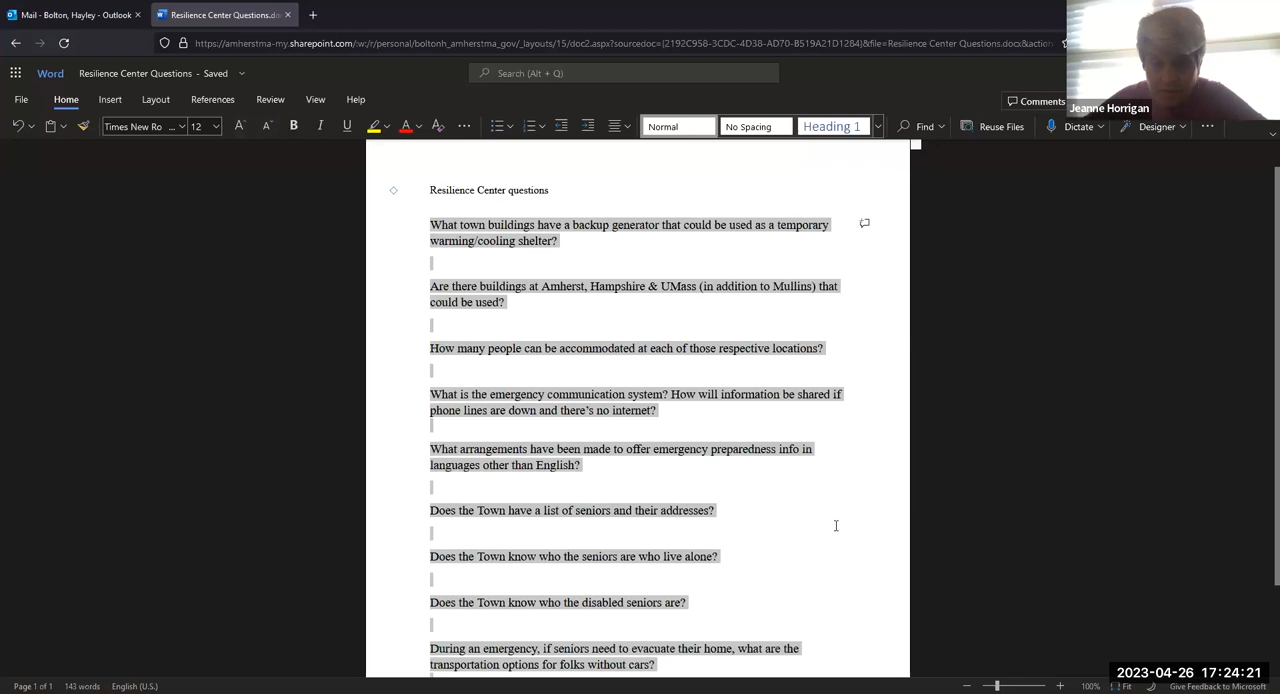 Mail - Bolton, Hayley - Outlook
Resilience Center Questions.do
https://amherstma-my.sharepoint.com/:w:/r/personal/boltonh_amherstma_gov/_layouts/15/doc2.aspx?sourcedoc={2192C958-3CDC-4D38-AD70-B519A21D1284}&file=Resilience Center Questions.docx&action
Word
Resilience Center Questions - Saved
Search (Alt + Q)
Jeanne Horrigan
File Home Insert Layout References Review View Help
Comments
Times New Ro ... 12
B I U A
Normal
No Spacing
Heading 1
Find
Reuse Files
Dictate
Designer
Resilience Center questions
What town buildings have a backup generator that could be used as a temporary
warming/cooling shelter?
Are there buildings at Amherst, Hampshire & UMass (in addition to Mullins) that
could be used?
How many people can be accommodated at each of those respective locations?
What is the emergency communication system? How will information be shared if
phone lines are down and there's no internet?
What arrangements have been made to offer emergency preparedness info in
languages other than English?
Does the Town have a list of seniors and their addresses?
Does the Town know who the seniors are who live alone?
Does the Town know who the disabled seniors are?
During an emergency, if seniors need to evacuate their home, what are the
transportation options for folks without cars?
2023-04-26 17:24:21
Page 1 of 1 143 words English (U.S.)
100% Fit Give Feedback to Microsoft